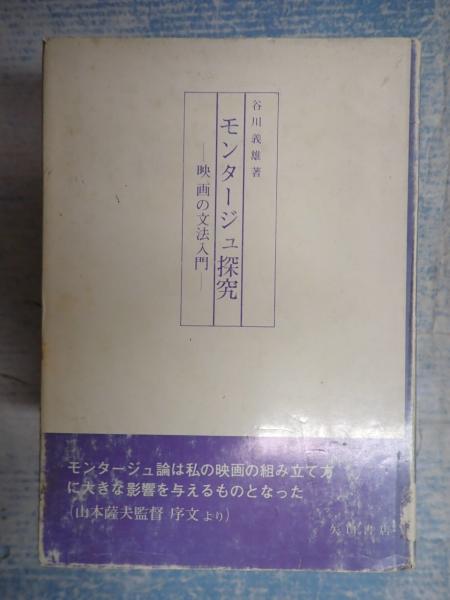 谷川義雄著
モンタージュ探究
—映画の文法入門—
モンタージュ論は私の映画の組み立て方
に大きな影響を与えるものとなった
(山本薩夫監督 序文より)